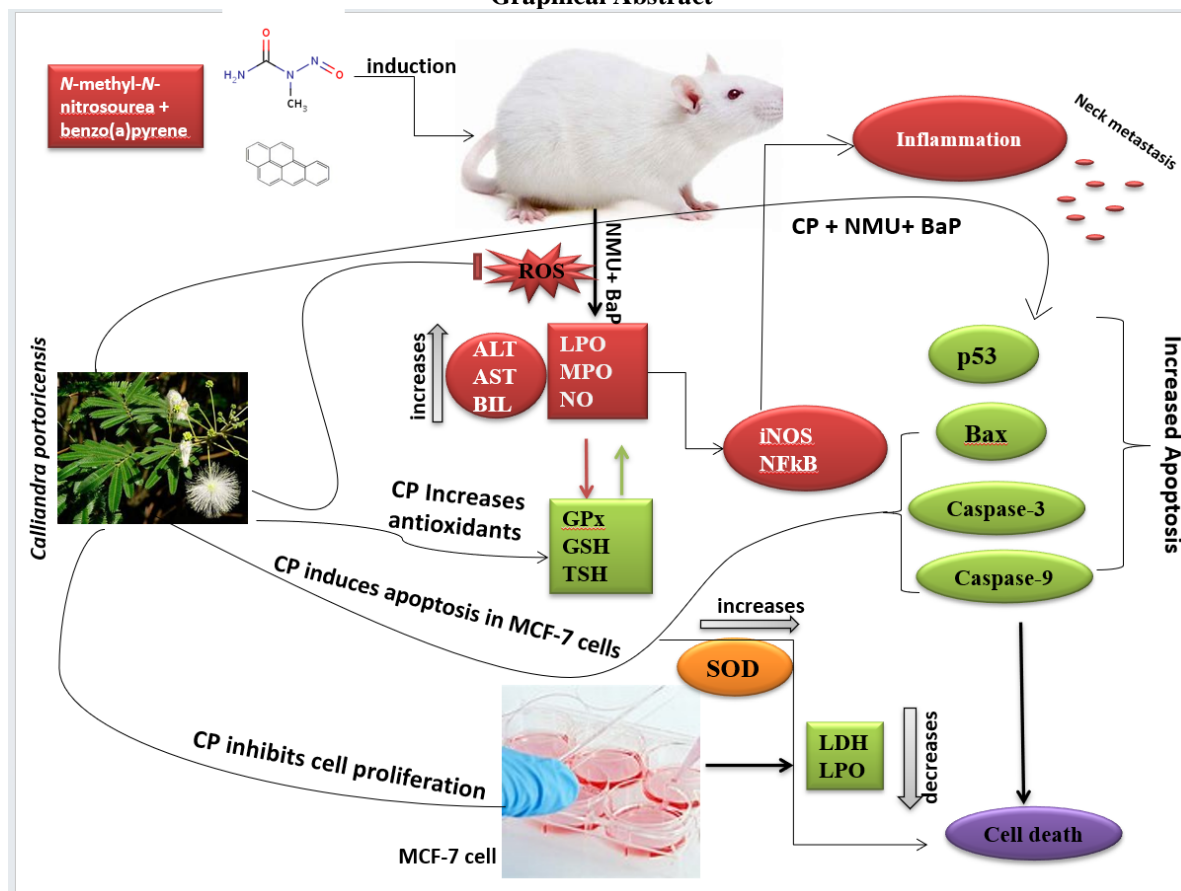 Graphical Abstract
N-methyl-N-
nitrosourea +
benzo(a)pyrene
O
H2N
N
N
O
CH3
induction
Inflammation
Neck metastasis
CP + NMU+ BaP
NMU+ BaP
ROS
increases
ALT
AST
BIL
LPO
MPO
NO
iNOS
NFkB
p53
Bax
Caspase-3
Caspase-9
Increased Apoptosis
Calliandra portoricensis
CP Increases
antioxidants
GPx
GSH
TSH
CP induces apoptosis in MCF-7 cells
increases
SOD
CP inhibits cell proliferation
LDH
LPO
decreases
MCF-7 cell
Cell death